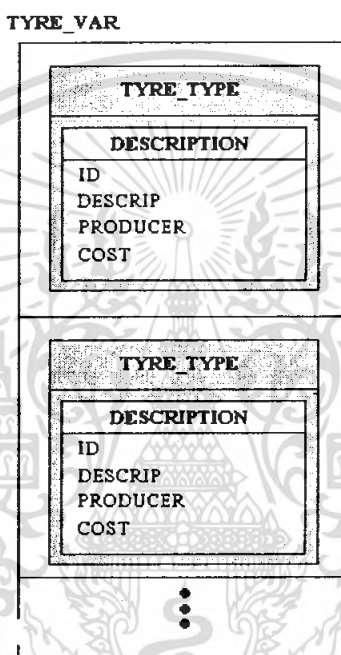 TYRE_VAR
TYRE_TYPE
DESCRIPTION
ID
DESCRIP
PRODUCER
COST
TYRE_TYPE
DESCRIPTION
ID
DESCRIP
PRODUCER
COST